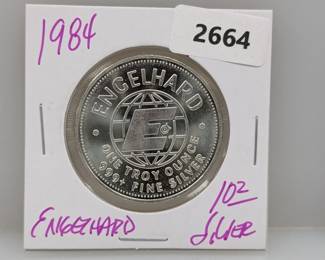 1984
2664
ENGELHARD
E
ONE TROY OUNCE
999+ FINE SILVER
ENGELHARD
1OZ
SILVER